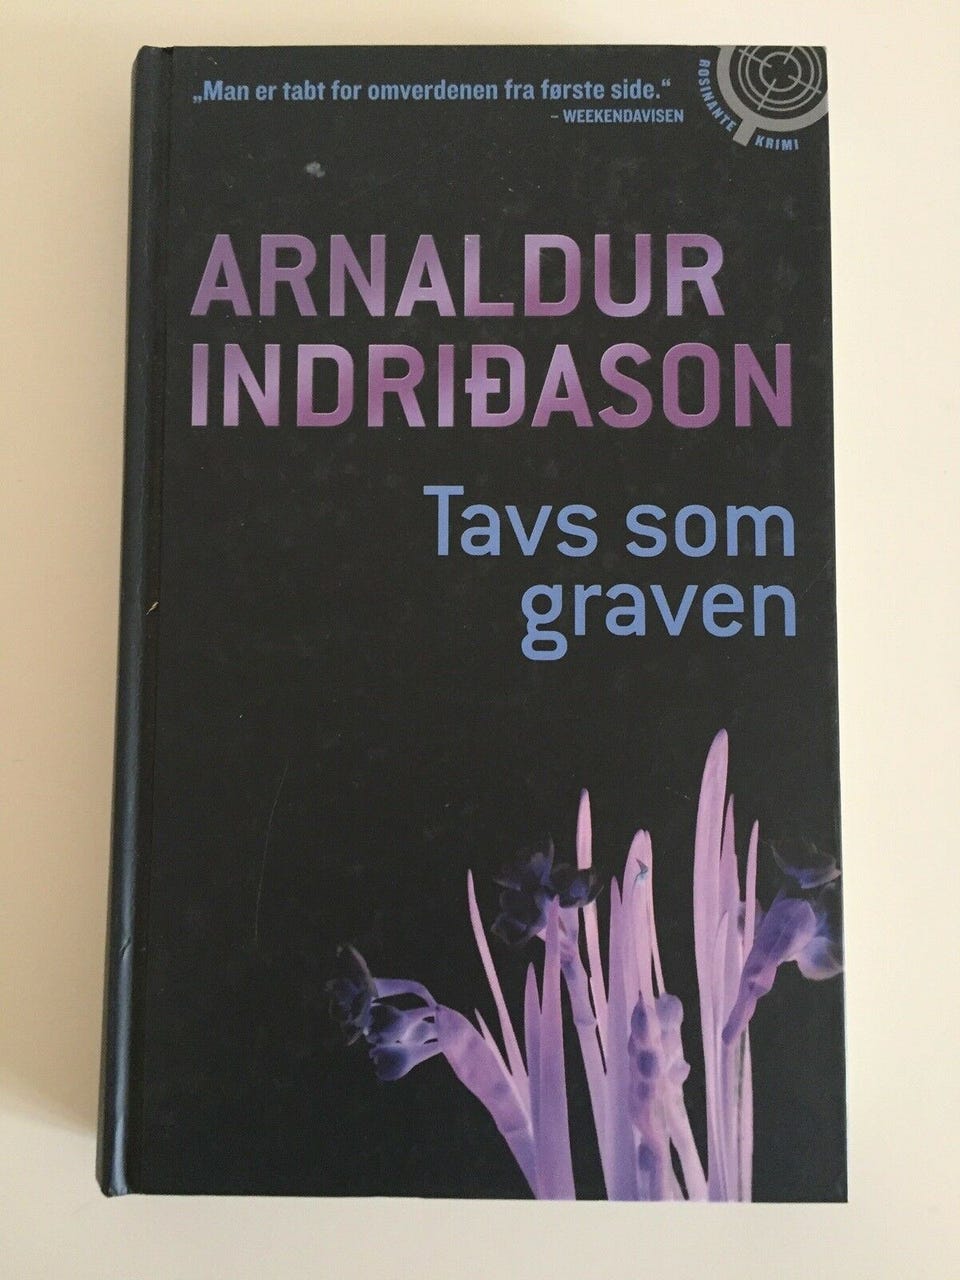 „Man er tabt for omverdenen fra første side.“
– WEEKENDAVISEN
ROSINANTE KRIMI
ARNALDUR
INDRIÐASON
Tavs som
graven